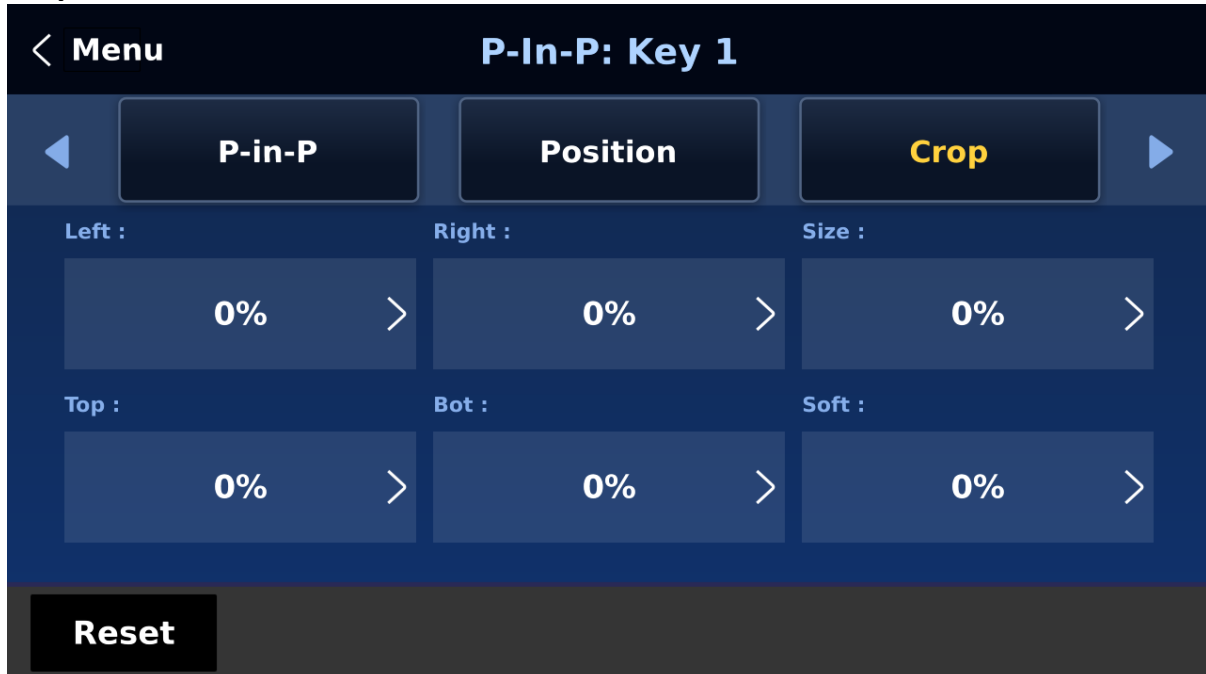 Menu
P-In-P: Key 1
P-in-P
Position
Crop
Left :
Right :
Size :
0%
0%
0%
Top :
Bot :
Soft :
0%
0%
0%
Reset